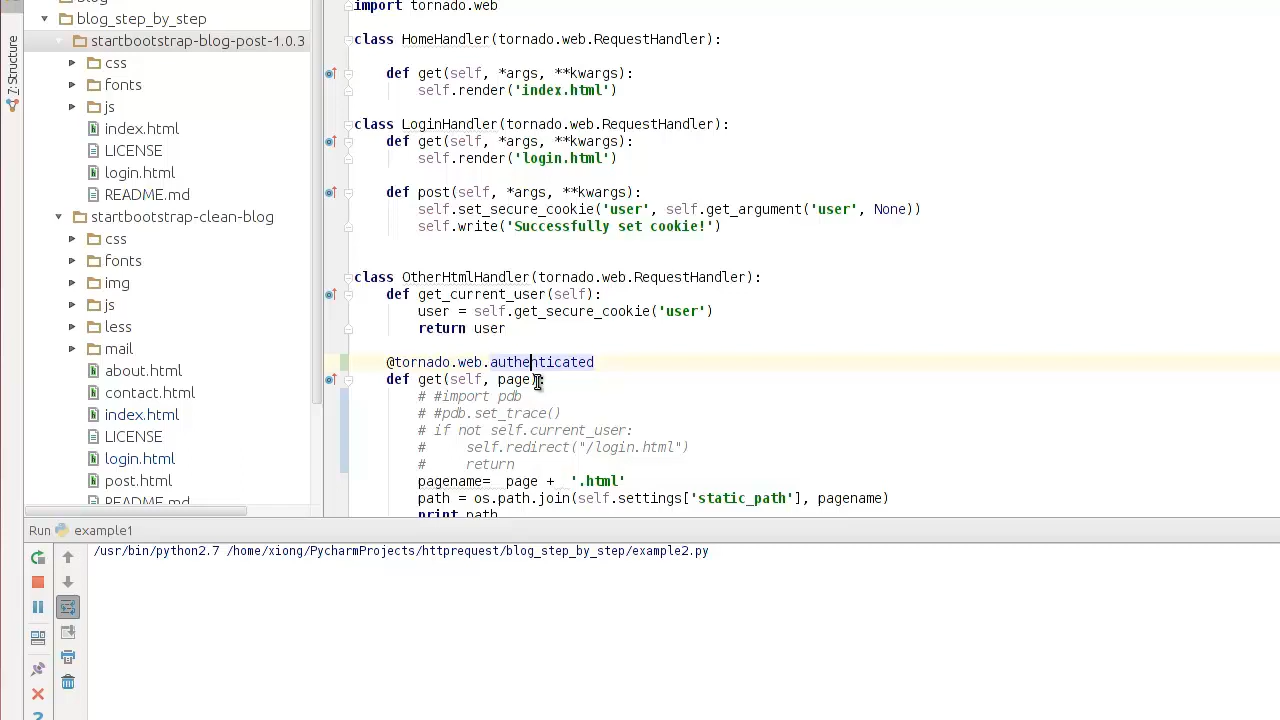 blog
blog_step_by_step
startbootstrap-blog-post-1.0.3
css
fonts
js
index.html
LICENSE
login.html
README.md
startbootstrap-clean-blog
css
fonts
img
js
less
mail
about.html
contact.html
index.html
LICENSE
login.html
post.html
README.md
7: Structure
import tornado.web
class HomeHandler(tornado.web.RequestHandler):
def get(self, *args, **kwargs):
self.render('index.html')
class LoginHandler(tornado.web.RequestHandler):
def get(self, *args, **kwargs):
self.render('login.html')
def post(self, *args, **kwargs):
self.set_secure_cookie('user', self.get_argument('user', None))
self.write('Successfully set cookie!')
class OtherHtmlHandler(tornado.web.RequestHandler):
def get_current_user(self):
user = self.get_secure_cookie('user')
return user
@tornado.web.authenticated
def get(self, page):
# #import pdb
# #pdb.set_trace()
# if not self.current_user:
#     self.redirect("/login.html")
#     return
pagename=  page +  '.html'
path = os.path.join(self.settings['static_path'], pagename)
print path
Run example1
/usr/bin/python2.7 /home/xiong/PycharmProjects/httprequest/blog_step_by_step/example2.py